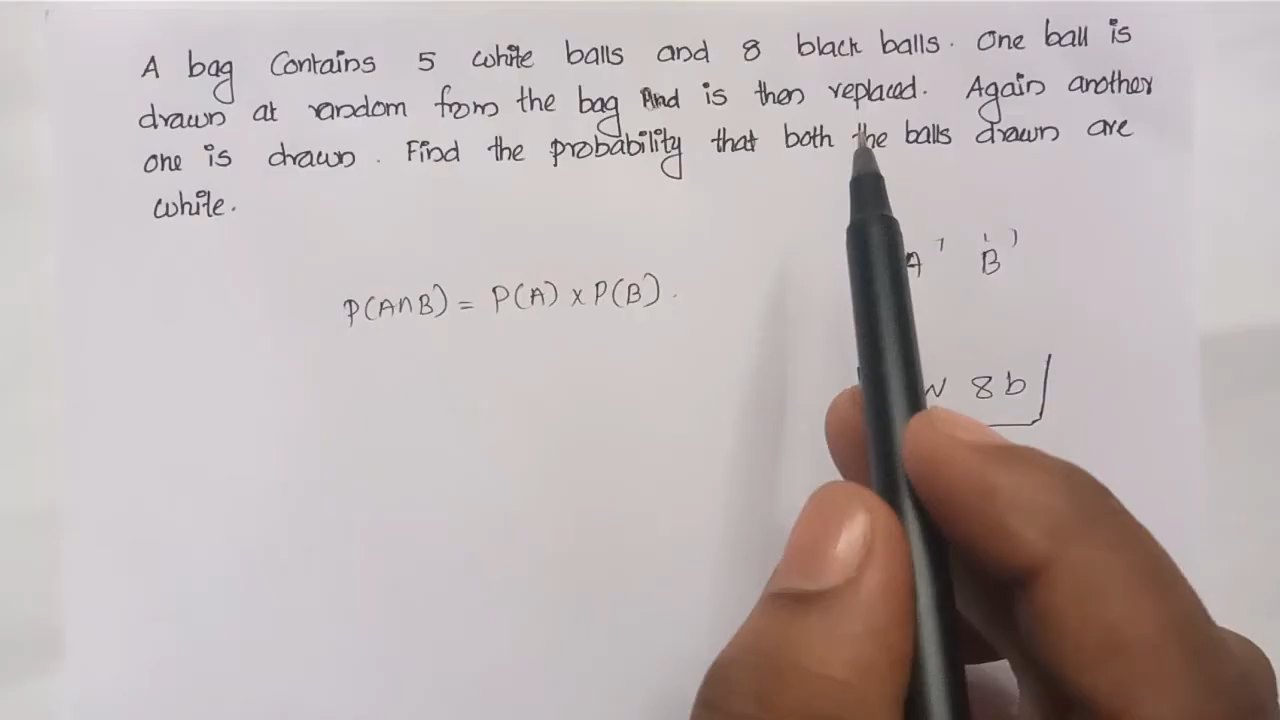 A bag Contains 5 white balls and 8 black balls. One ball is
drawn at random from the bag And is then replaced. Again another
one is drawn. Find the probability that both the balls drawn are
white.
A' B'
P(A∩B) = P(A) x P(B).
8b